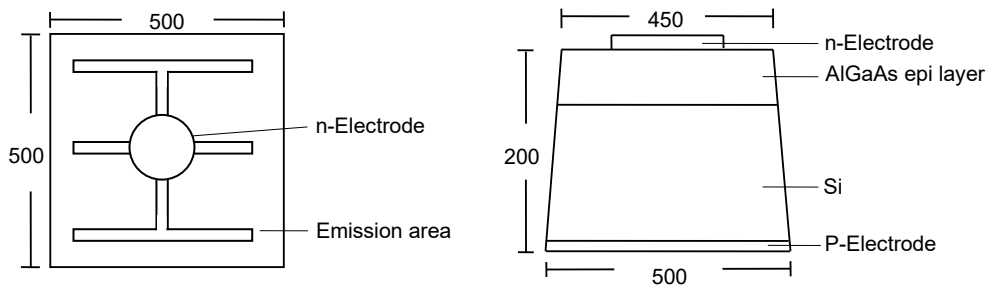 500
500
n-Electrode
Emission area
450
n-Electrode
AlGaAs epi layer
200
Si
P-Electrode
500